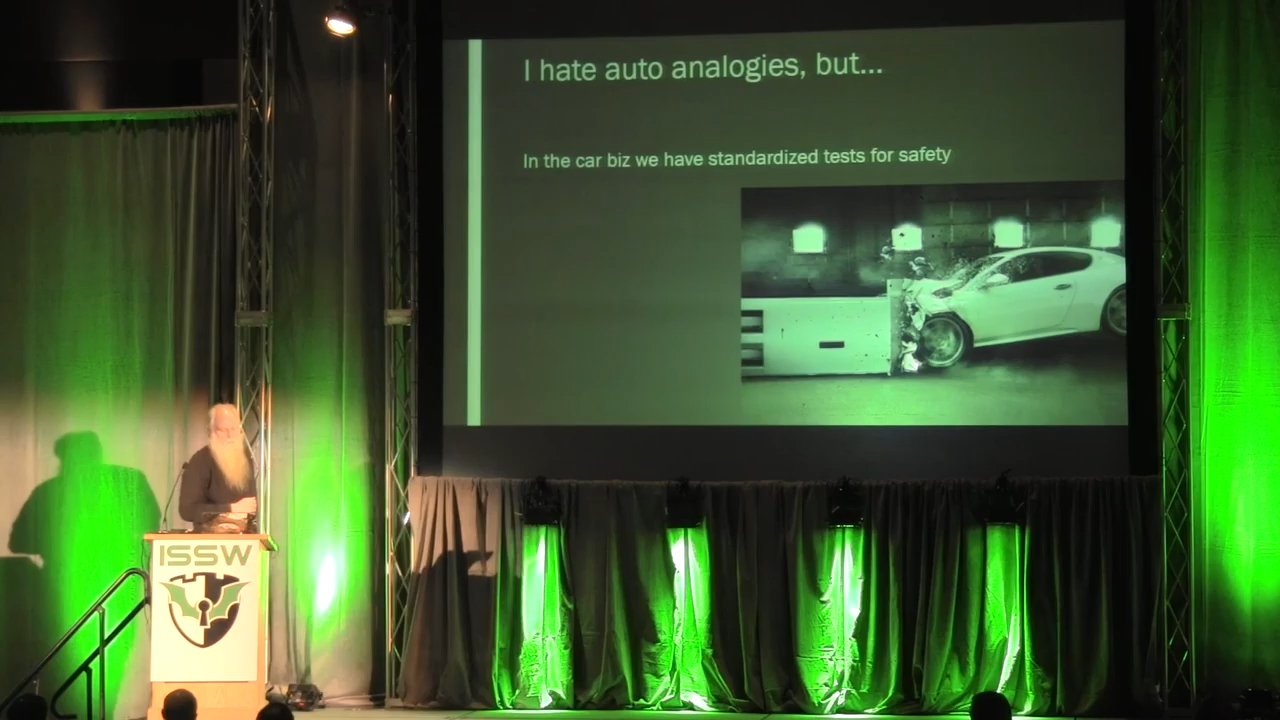 I hate auto analogies, but...
In the car biz we have standardized tests for safety
ISSW